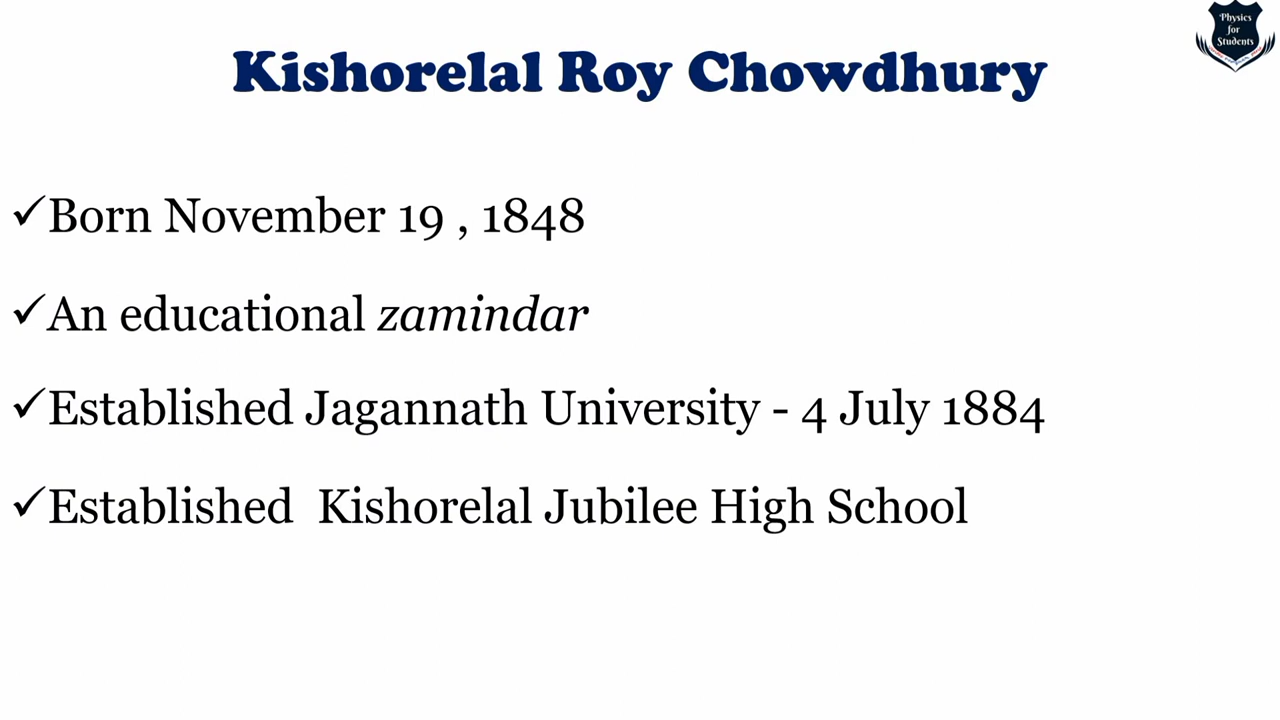 Physics
for
Students
Kishorelal Roy Chowdhury
✓Born November 19 , 1848
✓An educational zamindar
✓Established Jagannath University - 4 July 1884
✓Established Kishorelal Jubilee High School